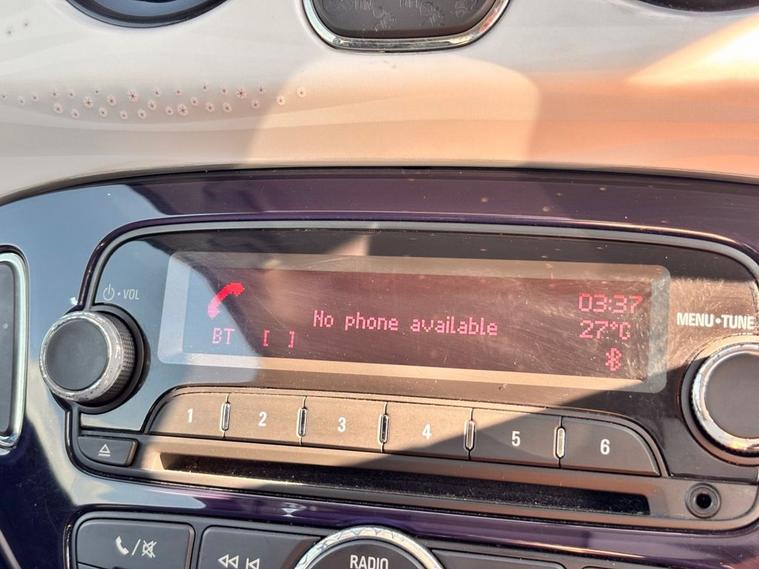 VOL
03:37
No phone available
27°C
MENU•TUNE
BT [ ]
1 2 3 4 5 6
RADIO